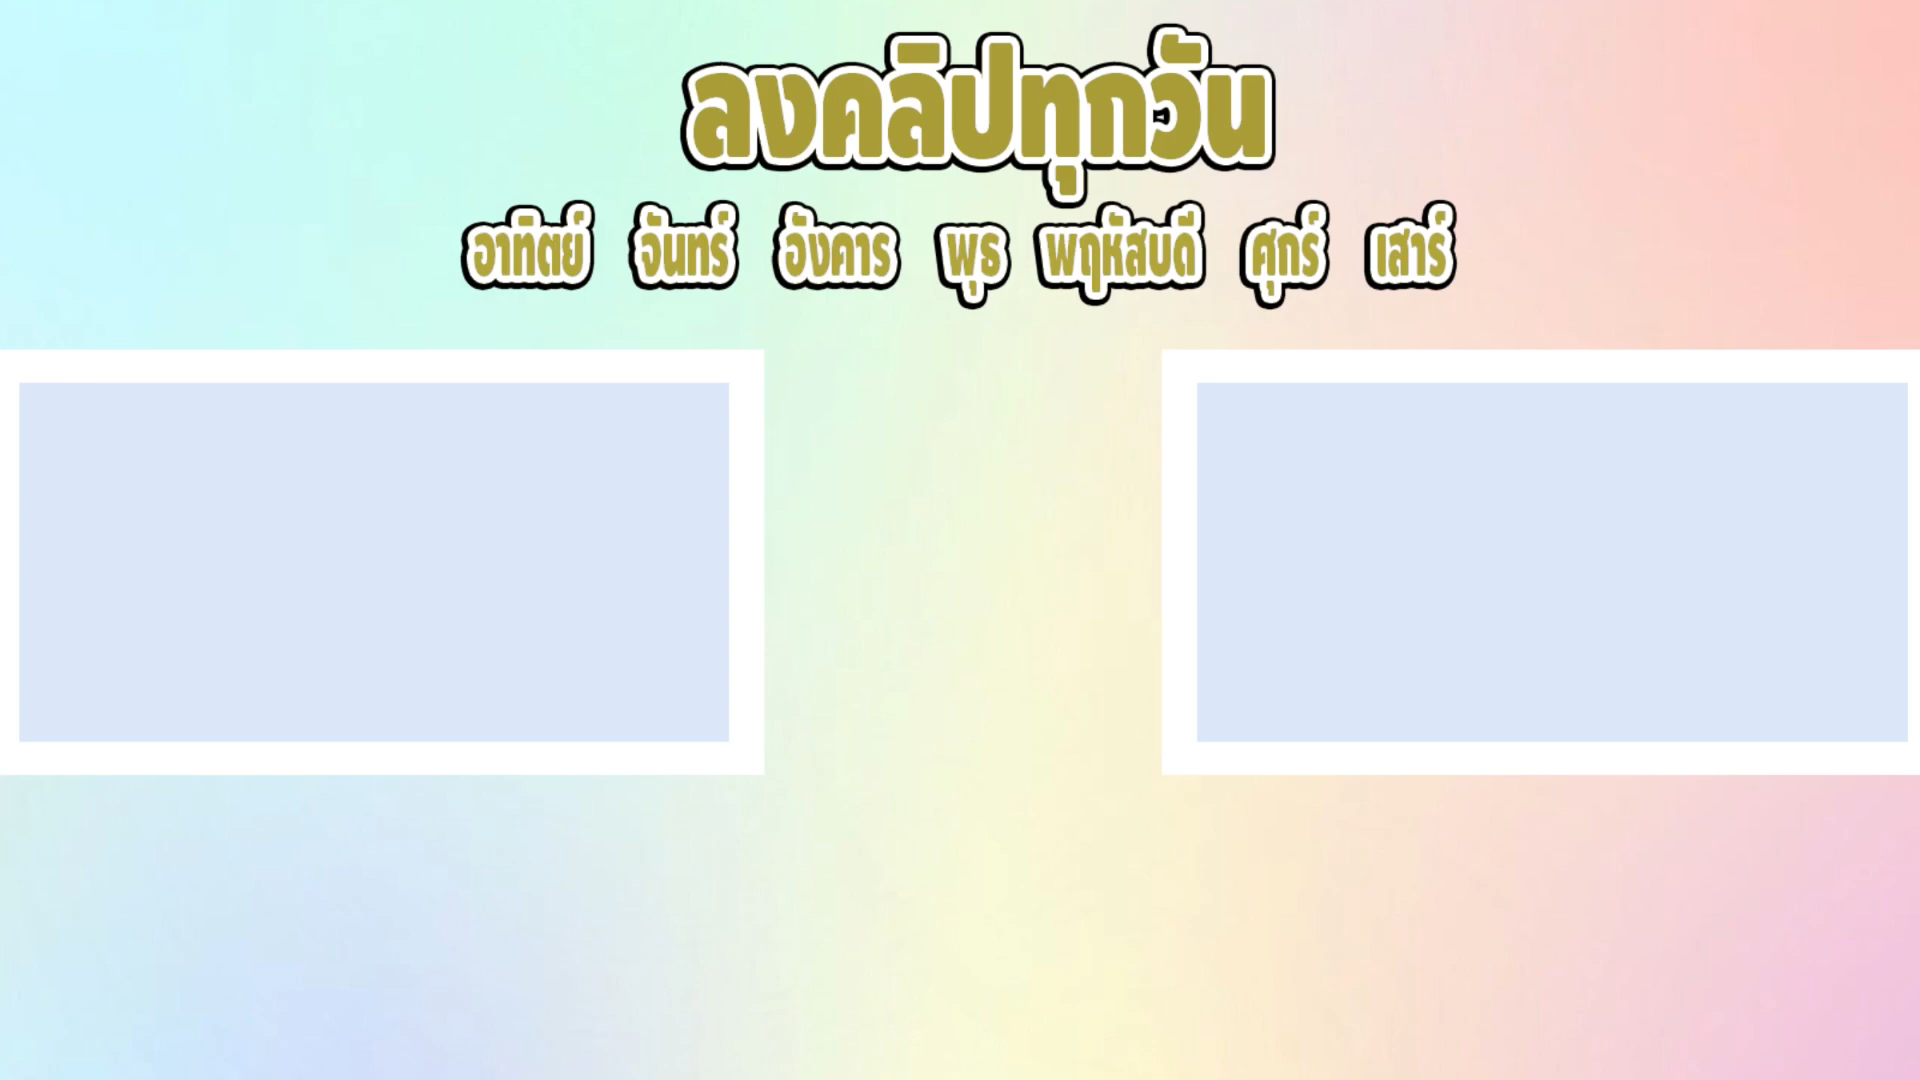 ลงคลิปทุกวัน
อาทิตย์ จันทร์ อังคาร พุธ พฤหัสบดี ศุกร์ เสาร์